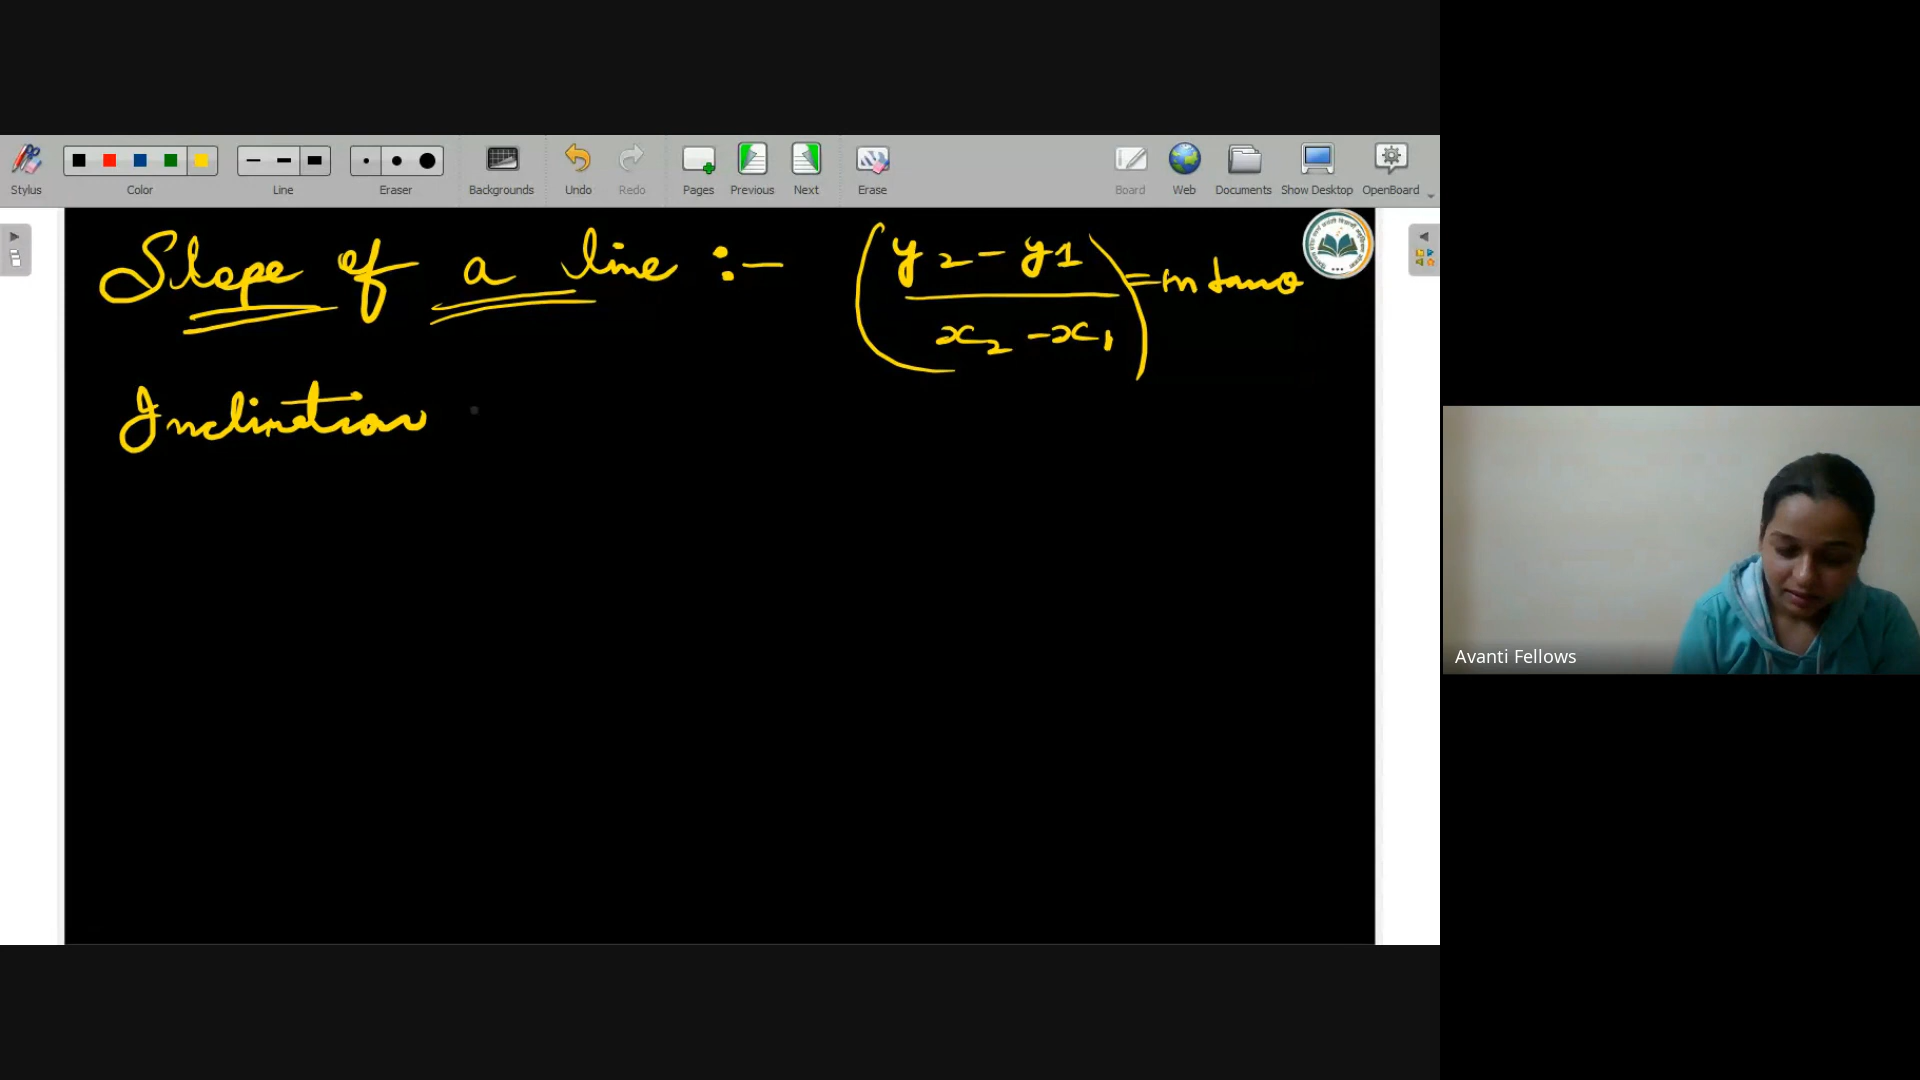 Stylus
Color
Line
Eraser
Backgrounds
Undo
Redo
Pages
Previous
Next
Erase
Board
Web
Documents
Show Desktop
OpenBoard
Slope of a line :- (y2 - y1 / x2 - x1) = m tanθ
Inclination
Avanti Fellows